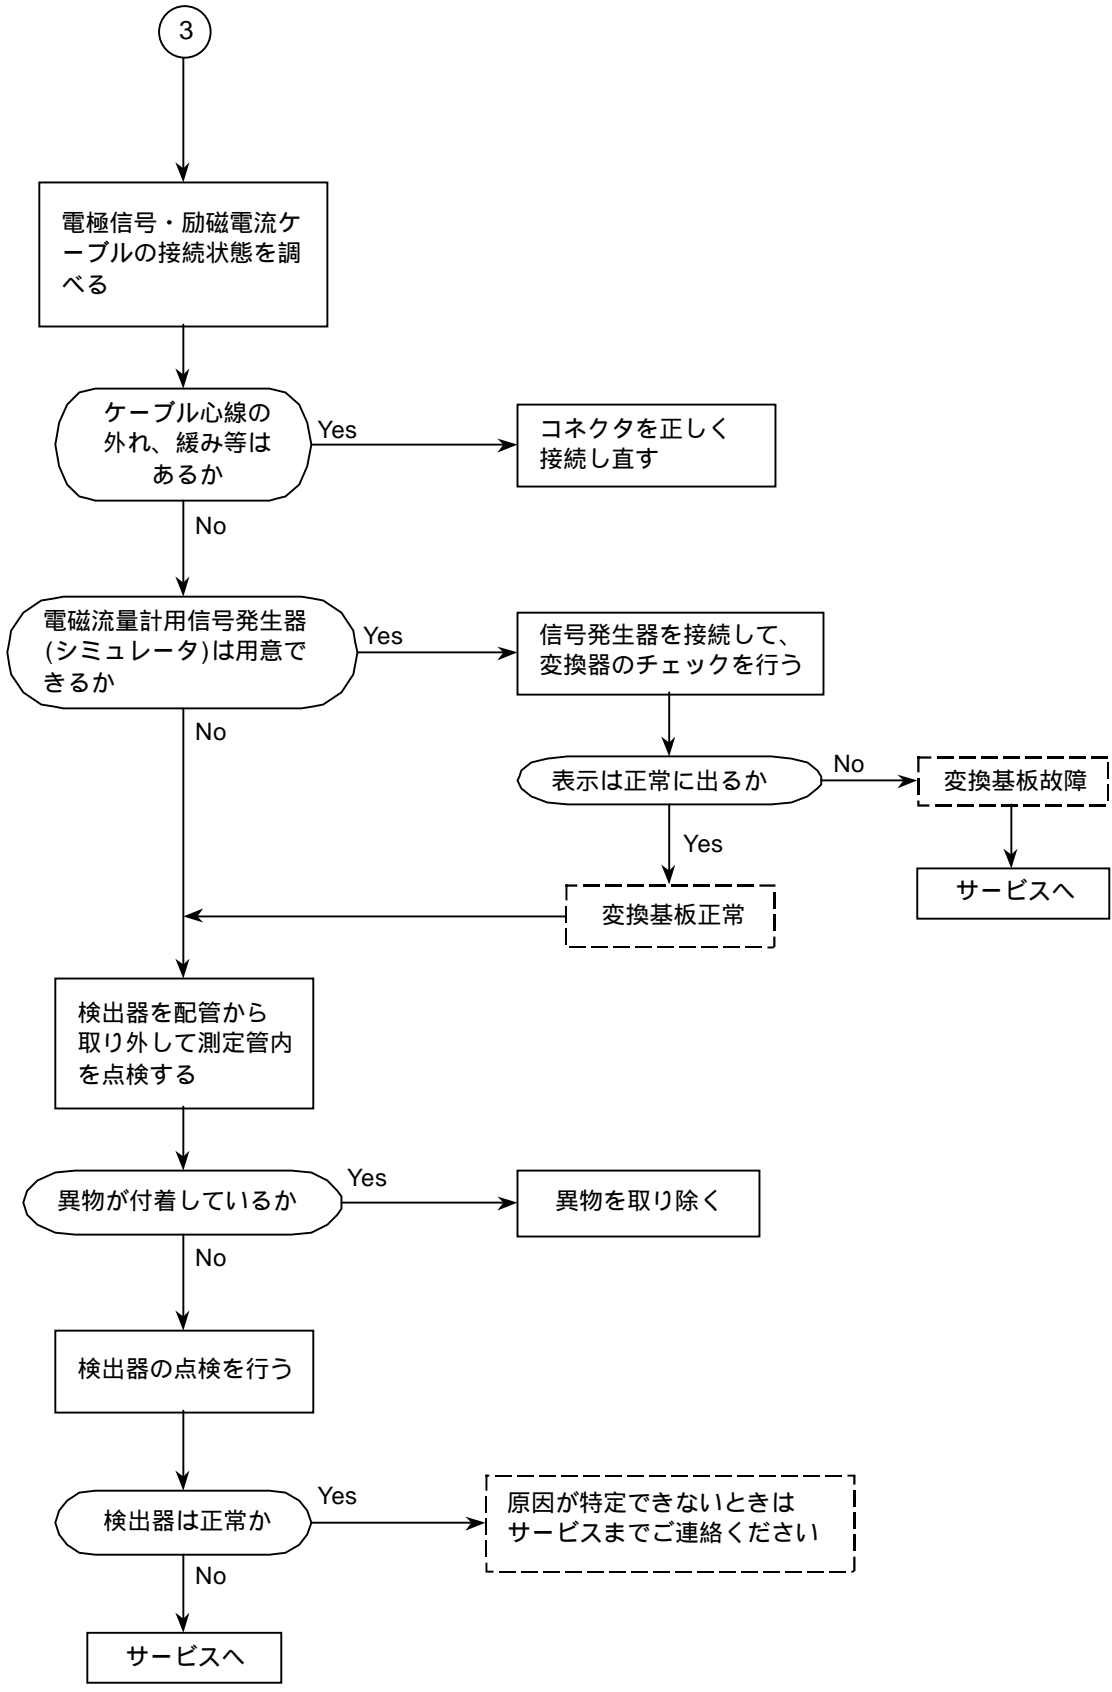 3
電極信号・励磁電流ケ
ーブルの接続状態を調
べる
ケーブル心線の
外れ、緩み等は
あるか
Yes
コネクタを正しく
接続し直す
No
電磁流量計用信号発生器
(シミュレータ)は用意で
きるか
Yes
信号発生器を接続して、
変換器のチェックを行う
No
表示は正常に出るか
No
変換基板故障
Yes
サービスへ
変換基板正常
検出器を配管から
取り外して測定管内
を点検する
異物が付着しているか
Yes
異物を取り除く
No
検出器の点検を行う
検出器は正常か
Yes
原因が特定できないときは
サービスまでご連絡ください
No
サービスへ